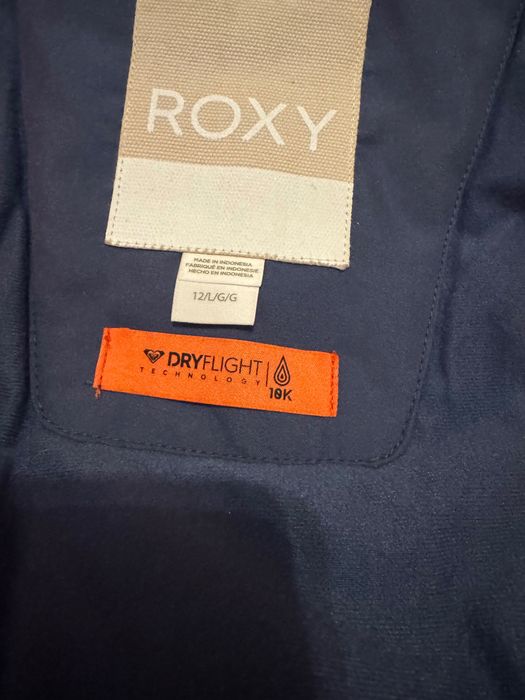 ROXY
MADE IN INDONESIA
FABRIQUÉ EN INDONESIE
HECHO EN INDONESIA
12/L/G/G
DRYFLIGHT
TECHNOLOGY
10K